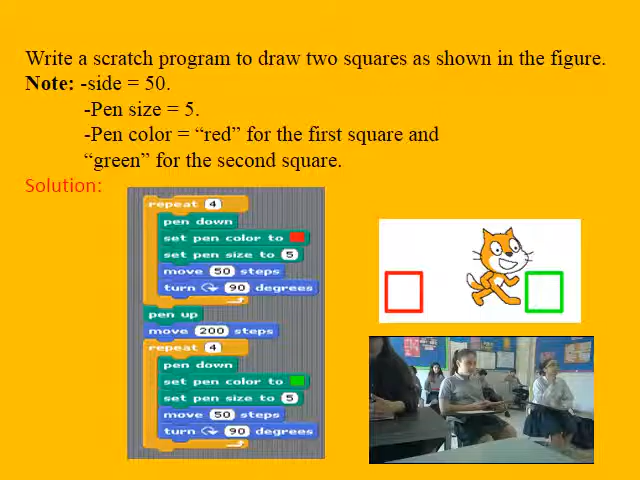 Write a scratch program to draw two squares as shown in the figure.
Note: -side = 50.
-Pen size = 5.
-Pen color = “red” for the first square and
“green” for the second square.
Solution:
repeat 4
pen down
set pen color to
set pen size to 5
move 50 steps
turn 90 degrees
pen up
move 200 steps
repeat 4
pen down
set pen color to
set pen size to 5
move 50 steps
turn 90 degrees